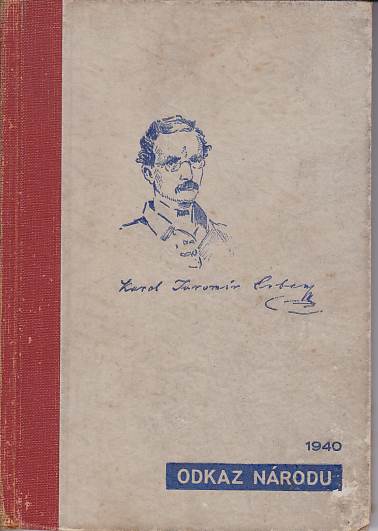 Karel Jaromír Erben
1940
ODKAZ NÁRODU